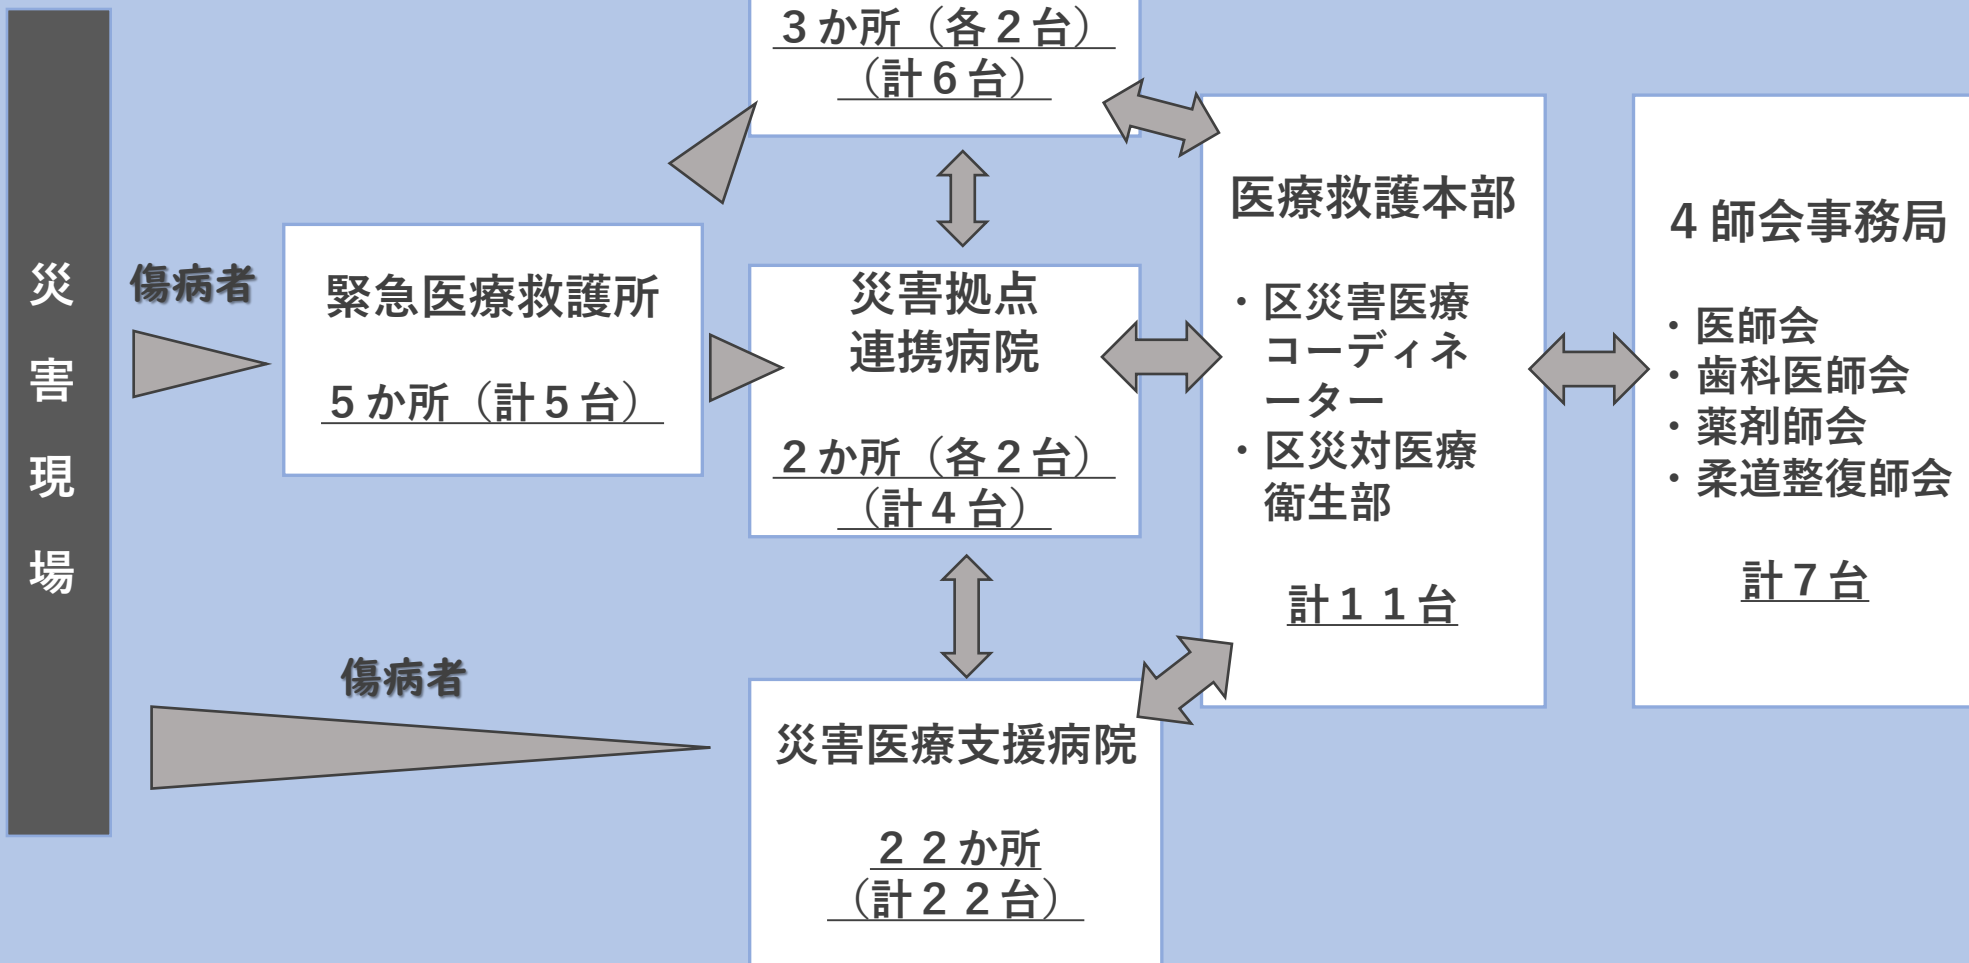 災害現場
傷病者
緊急医療救護所
５か所（計５台）
３か所（各２台）
（計６台）
災害拠点
連携病院
２か所（各２台）
（計４台）
傷病者
災害医療支援病院
２２か所
（計２２台）
医療救護本部
・区災害医療
コーディネ
ーター
・区災対医療
衛生部
計１１台
４師会事務局
・医師会
・歯科医師会
・薬剤師会
・柔道整復師会
計７台